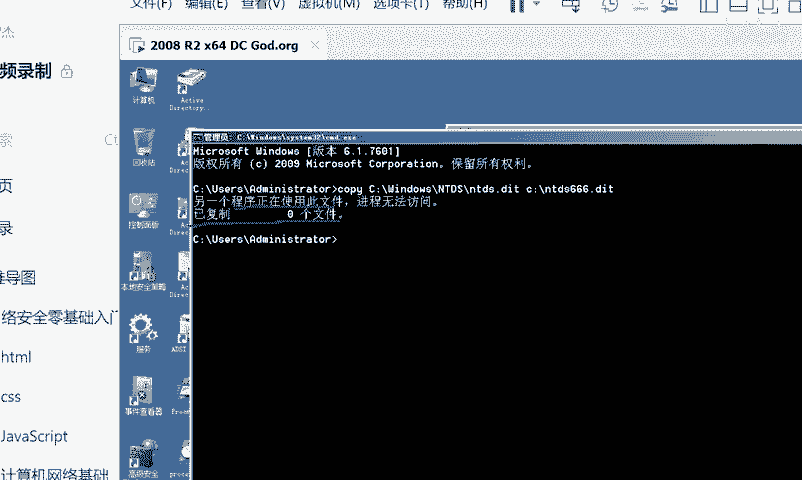 文件(F) 编辑(E) 查看(V) 虚拟机(M) 选项卡(T) 帮助(H)
杰
2008 R2 x64 DC God.org
频录制
索
页
录
推导图
络安全零基础入门
html
css
JavaScript
计算机网络基础
计算机
Active
Directory..
回收站
控制面板
本地安全策略
服务
ADSI
事件查看器
高级安全
管理员: C:\Windows\system32\cmd.exe
Microsoft Windows [版本 6.1.7601]
版权所有 (c) 2009 Microsoft Corporation。保留所有权利。
C:\Users\Administrator>copy C:\Windows\NTDS\ntds.dit c:\ntds666.dit
另一个程序正在使用此文件，进程无法访问。
已复制         0 个文件。
C:\Users\Administrator>